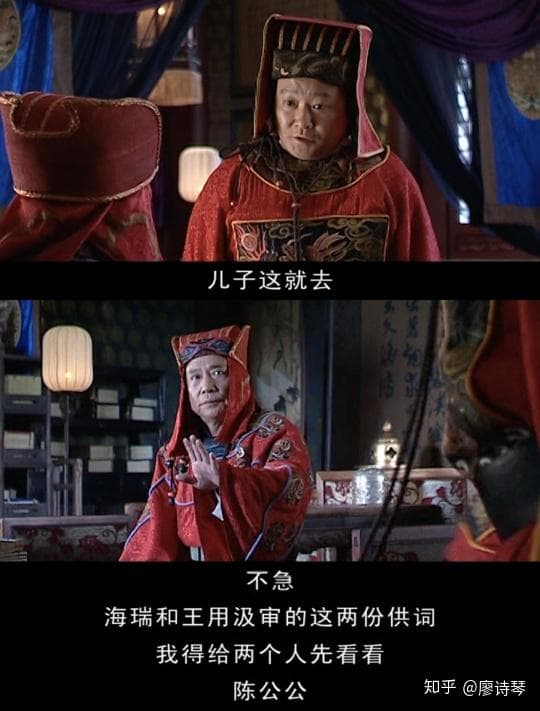 儿子这就去
不急
海瑞和王用汲审的这两份供词
我得给两个人先看看
陈公公
知乎 @廖诗琴